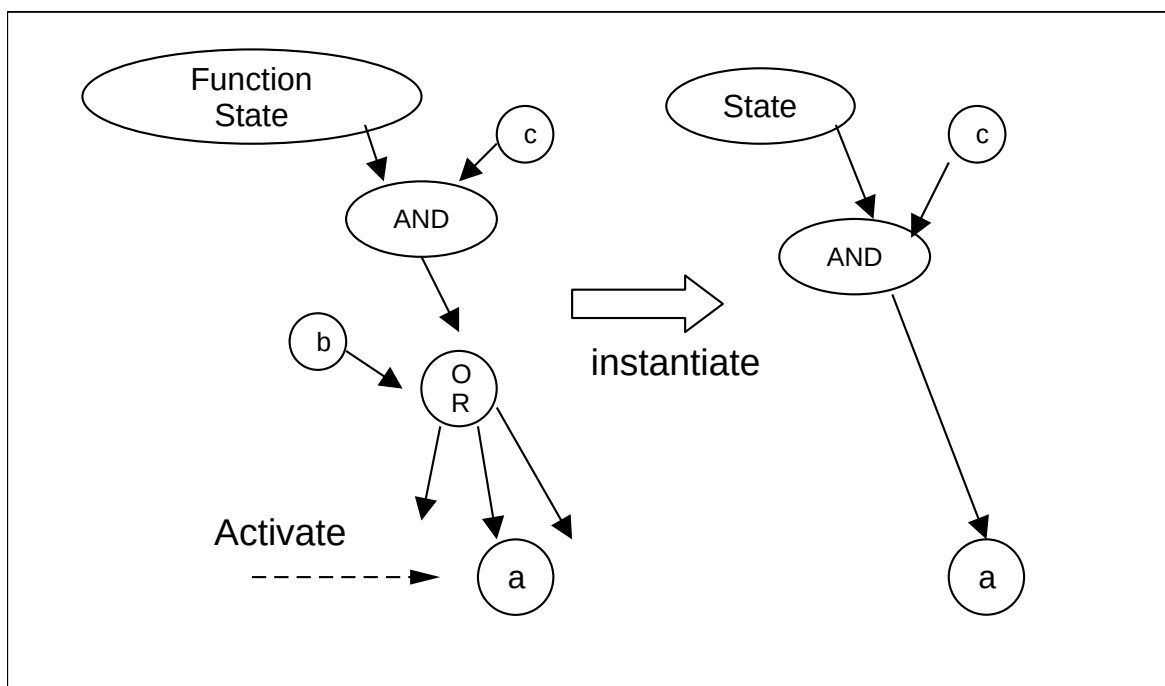 Function
State
c
AND
b
O
R
Activate
a
instantiate
State
c
AND
a